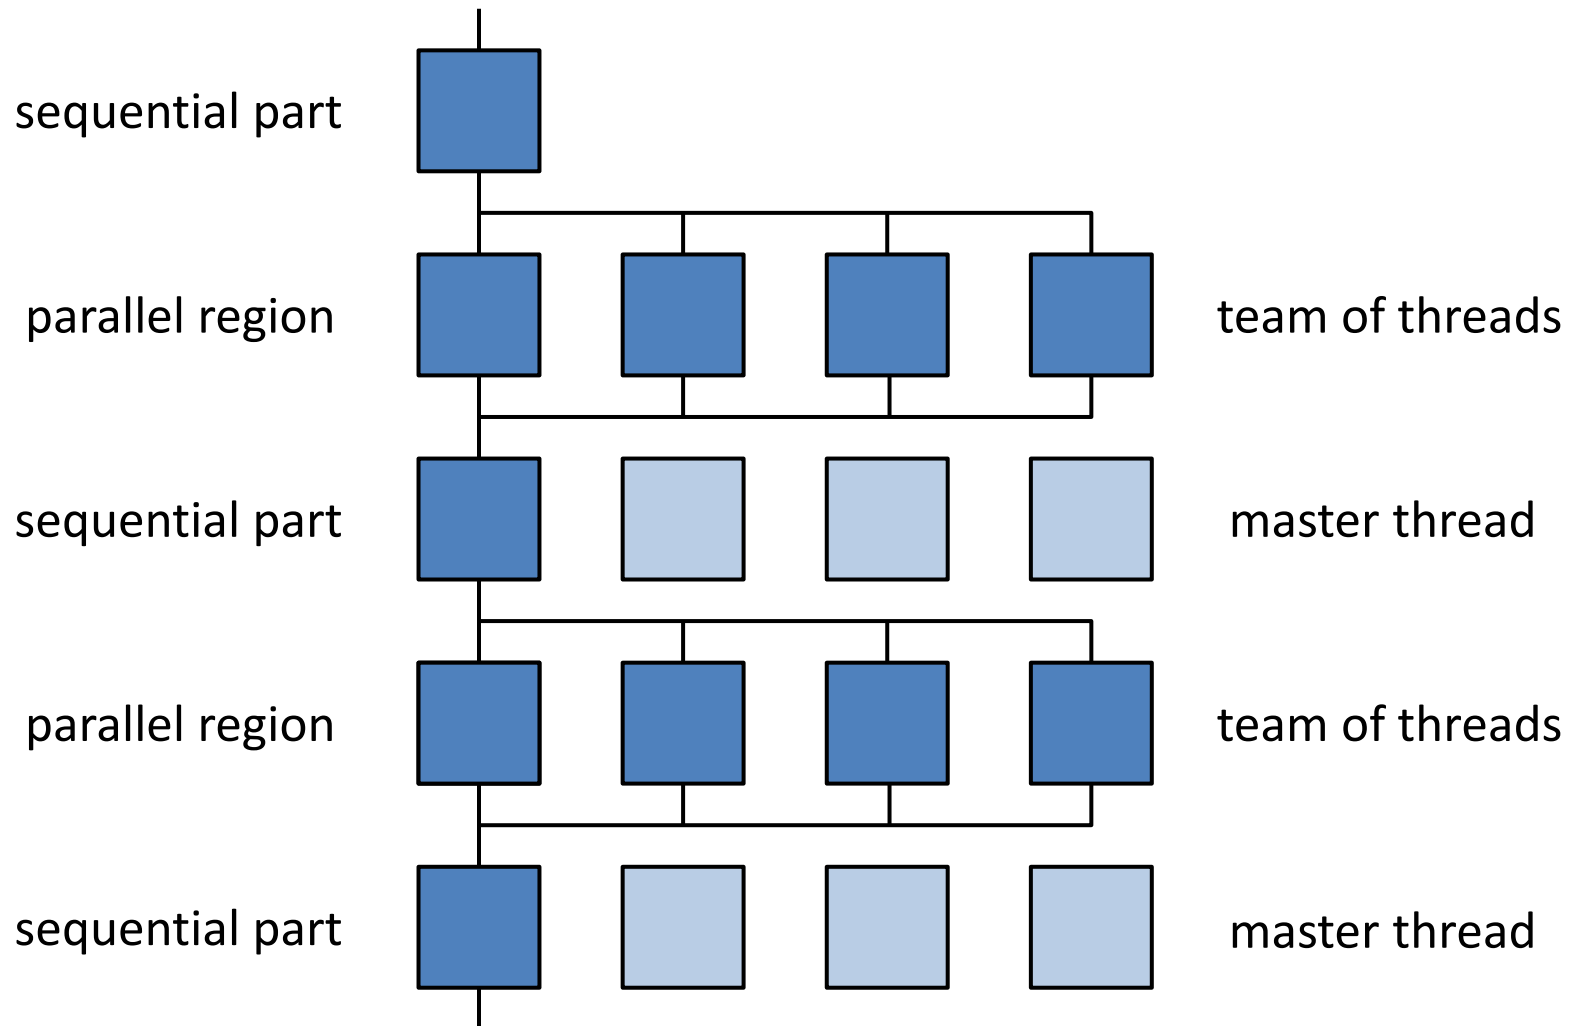 sequential part
parallel region
team of threads
sequential part
master thread
parallel region
team of threads
sequential part
master thread